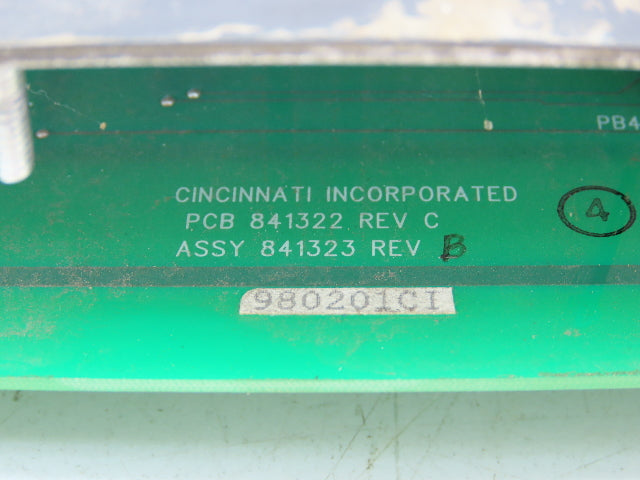 PB4
CINCINNATI INCORPORATED
PCB 841322 REV C
4
ASSY 841323 REV B
980201CI